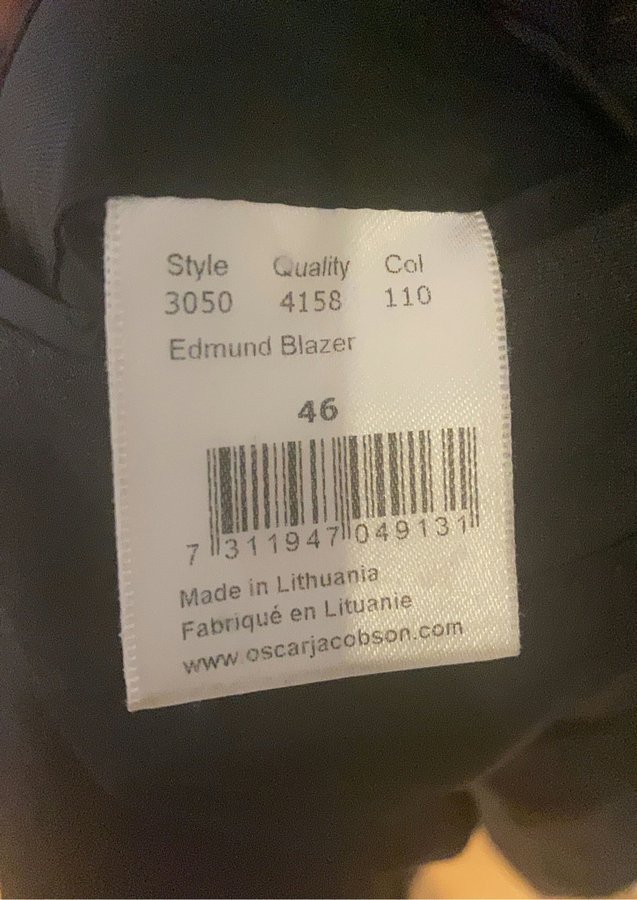 Style Quality Col
3050 4158 110
Edmund Blazer
46
7 311947 049131
Made in Lithuania
Fabriqué en Lituanie
www.oscarjacobson.com